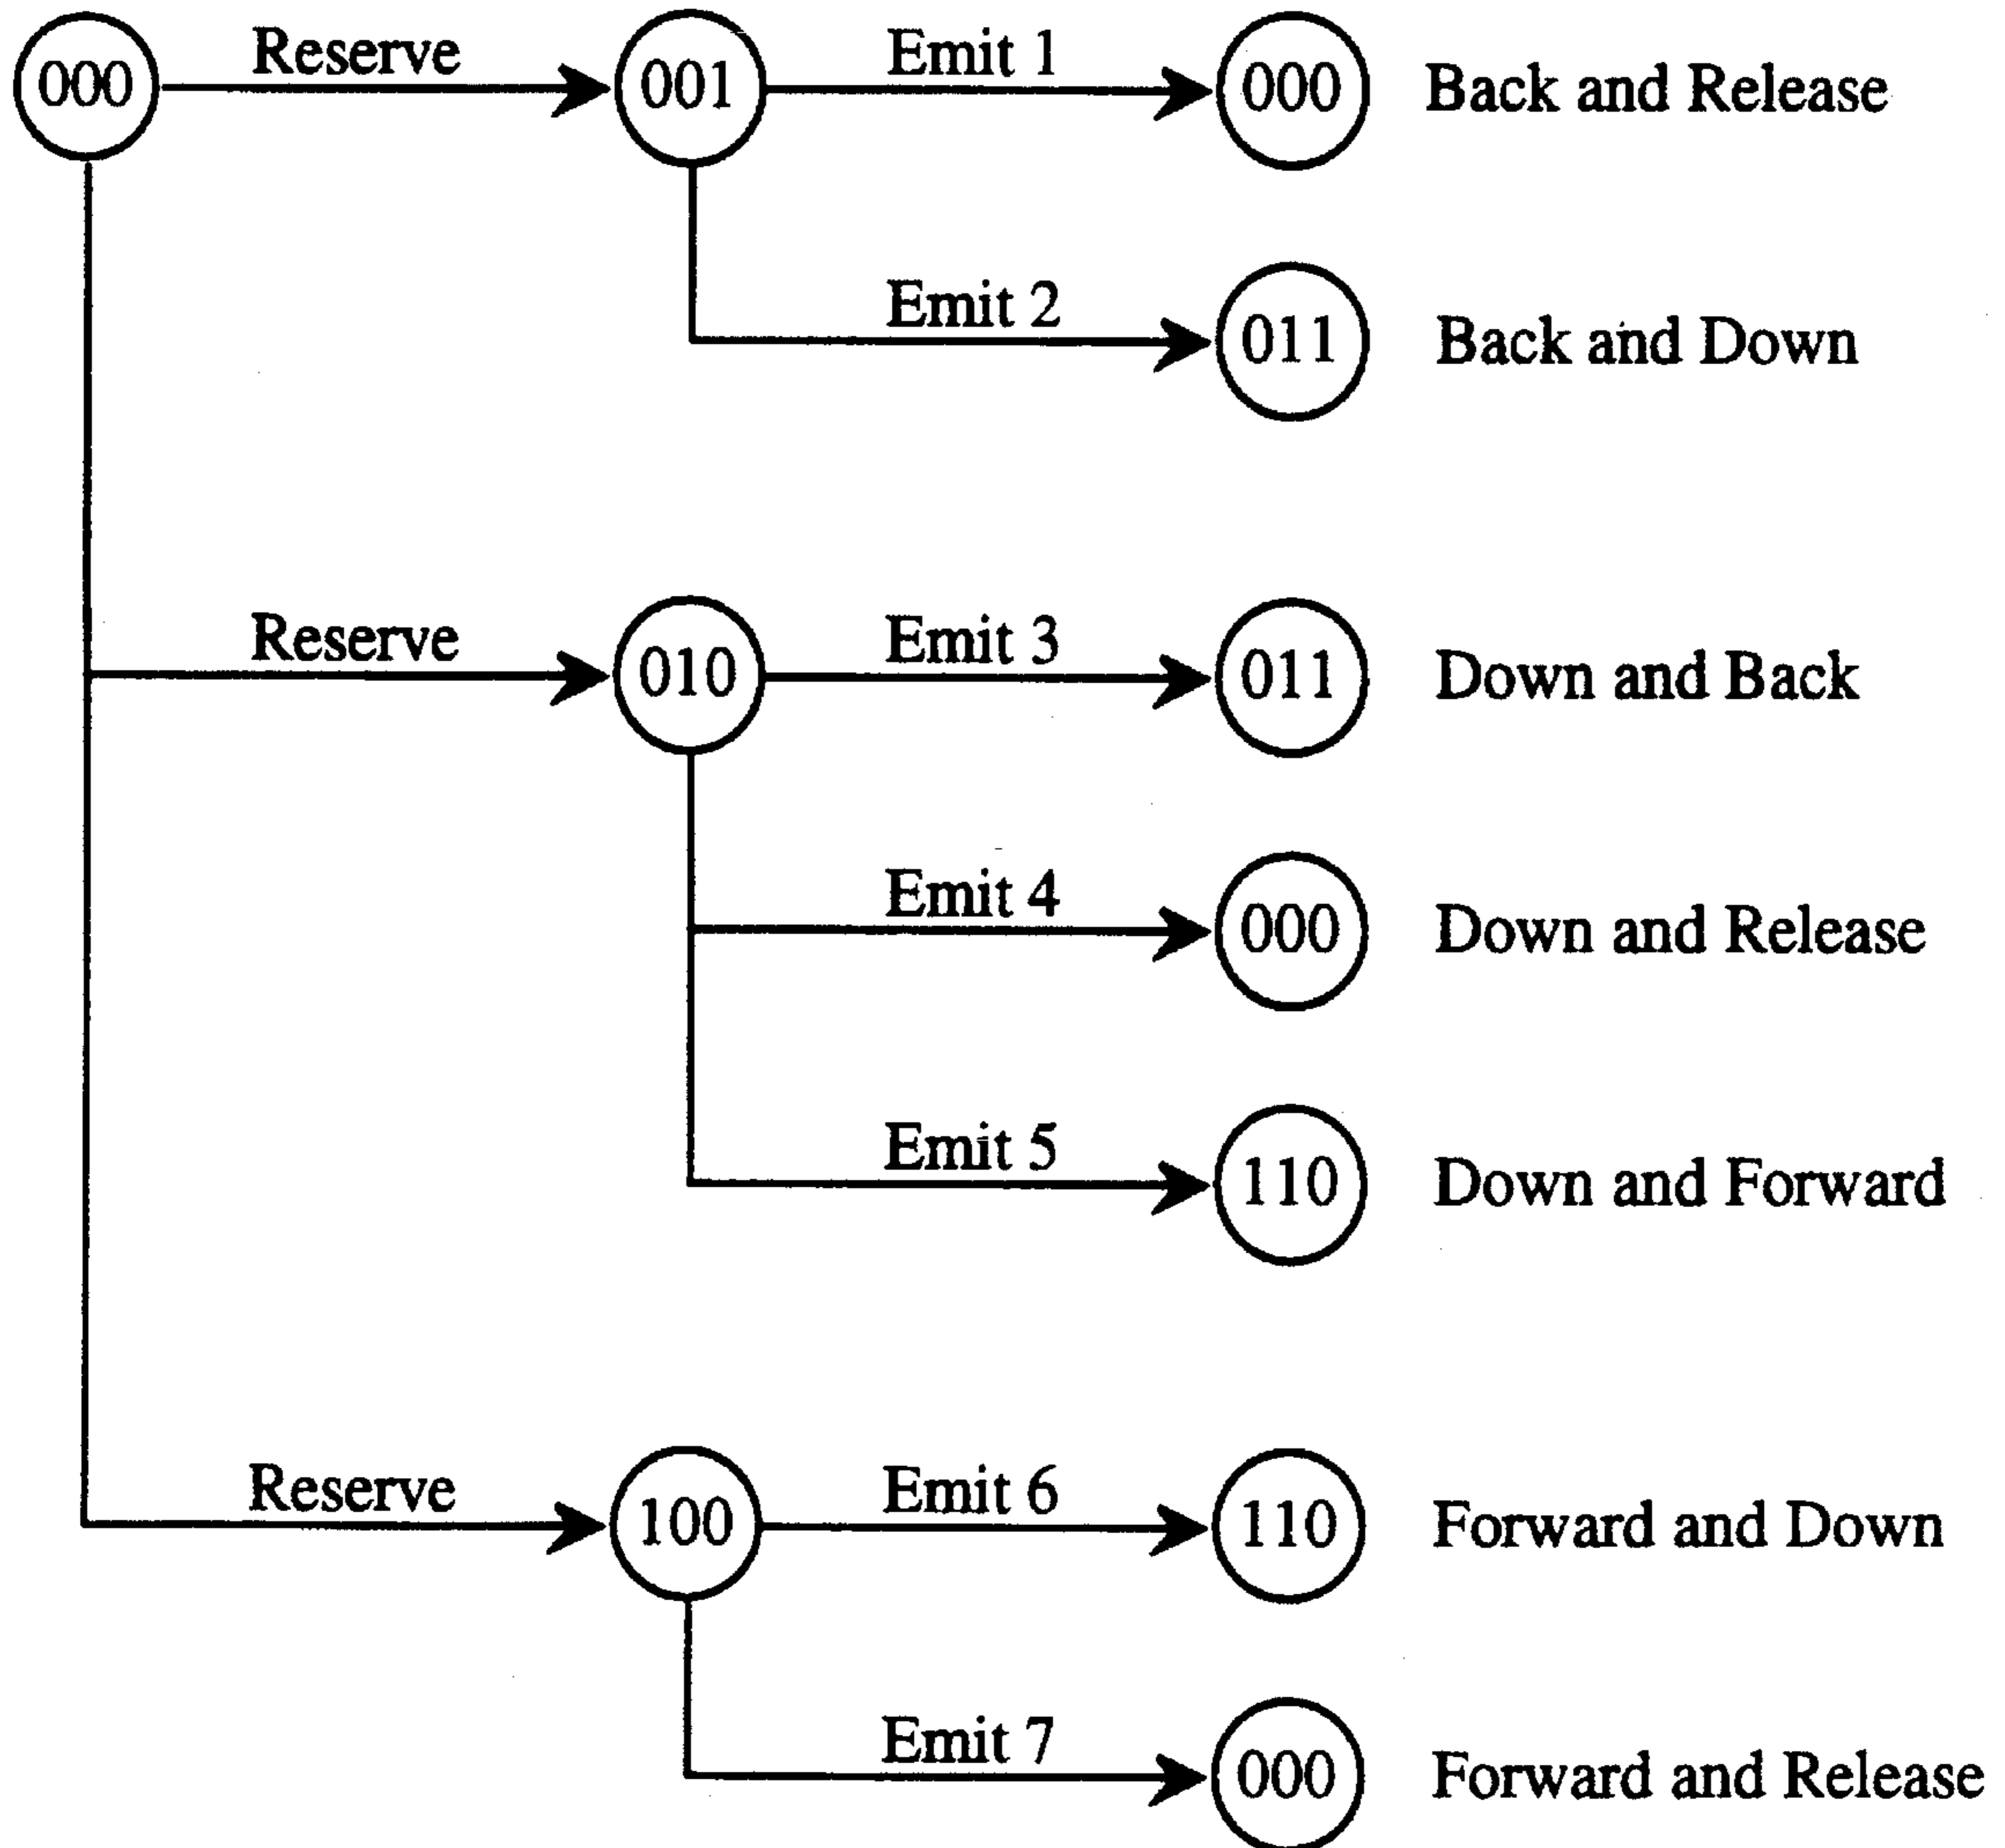 000 Reserve 001 Emit 1 000 Back and Release
Emit 2 011 Back and Down
Reserve 010 Emit 3 011 Down and Back
Emit 4 000 Down and Release
Emit 5 110 Down and Forward
Reserve 100 Emit 6 110 Forward and Down
Emit 7 000 Forward and Release